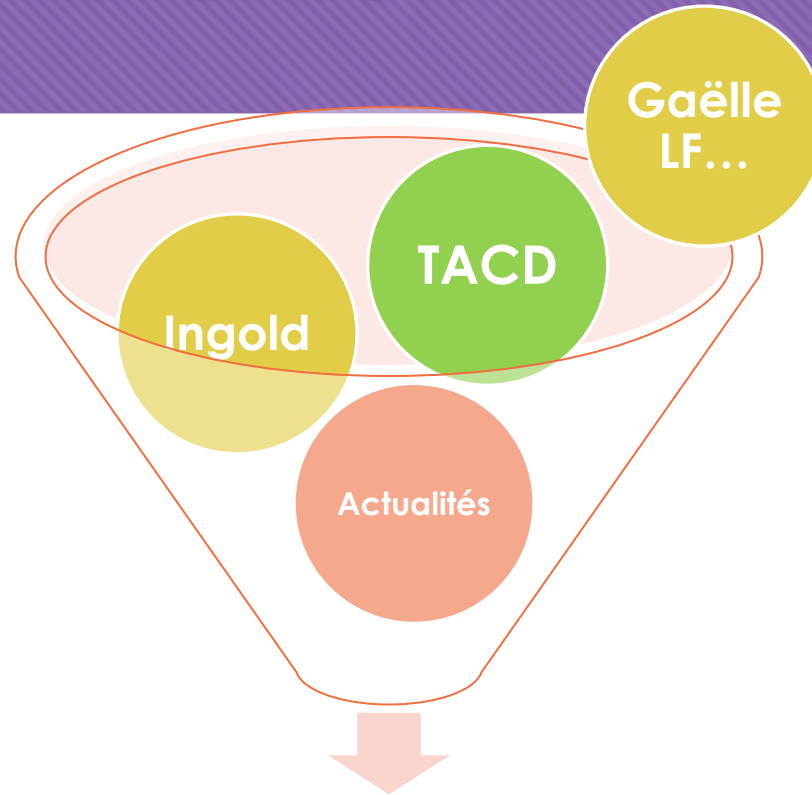 Gaëlle
LF…
TACD
Ingold
Actualités